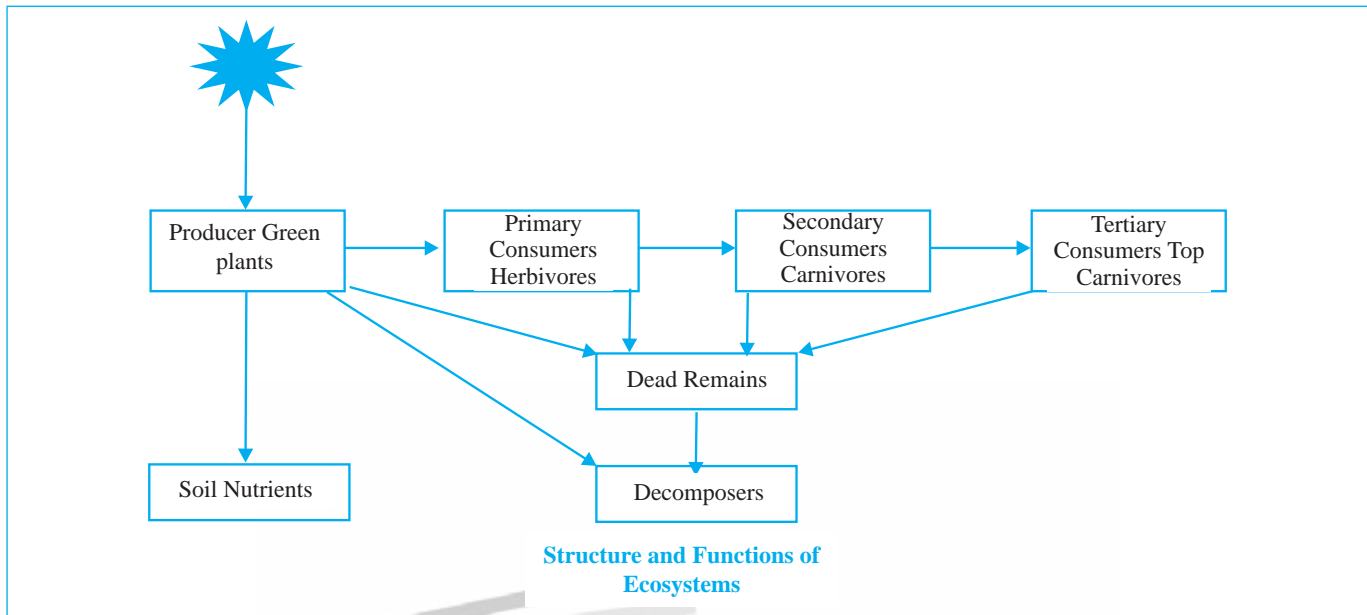 Producer Green
plants
Primary
Consumers
Herbivores
Secondary
Consumers
Carnivores
Tertiary
Consumers Top
Carnivores
Dead Remains
Soil Nutrients
Decomposers
Structure and Functions of
Ecosystems